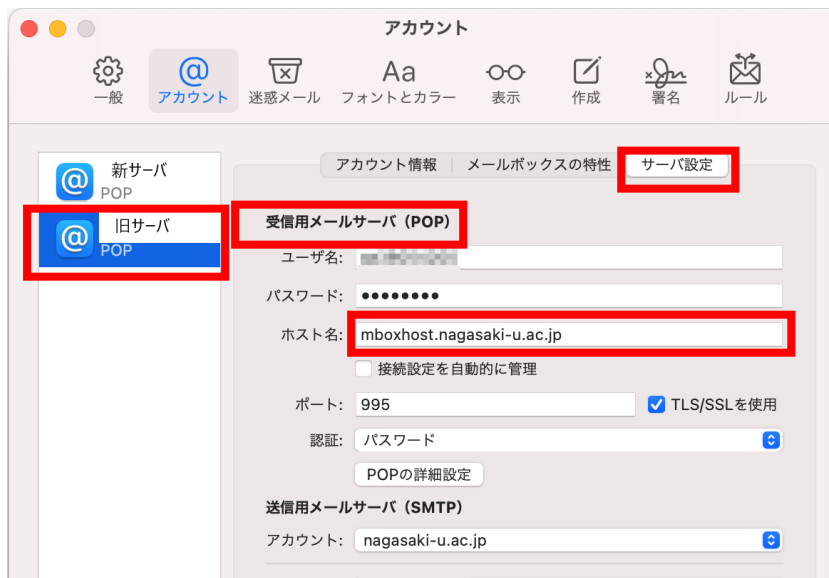 アカウント
一般 アカウント 迷惑メール フォントとカラー 表示 作成 署名 ルール
新サーバ
POP
旧サーバ
POP
アカウント情報 メールボックスの特性 サーバ設定
受信用メールサーバ（POP）
ユーザ名:
パスワード: ●●●●●●●●
ホスト名: mboxhost.nagasaki-u.ac.jp
接続設定を自動的に管理
ポート: 995 TLS/SSLを使用
認証: パスワード
POPの詳細設定
送信用メールサーバ（SMTP）
アカウント: nagasaki-u.ac.jp